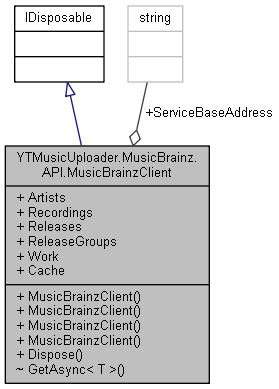 IDisposable
string
+ServiceBaseAddress
YTMusicUploader.MusicBrainz.
API.MusicBrainzClient
+ Artists
+ Recordings
+ Releases
+ ReleaseGroups
+ Work
+ Cache
+ MusicBrainzClient()
+ MusicBrainzClient()
+ MusicBrainzClient()
+ MusicBrainzClient()
+ Dispose()
~ GetAsync< T >()